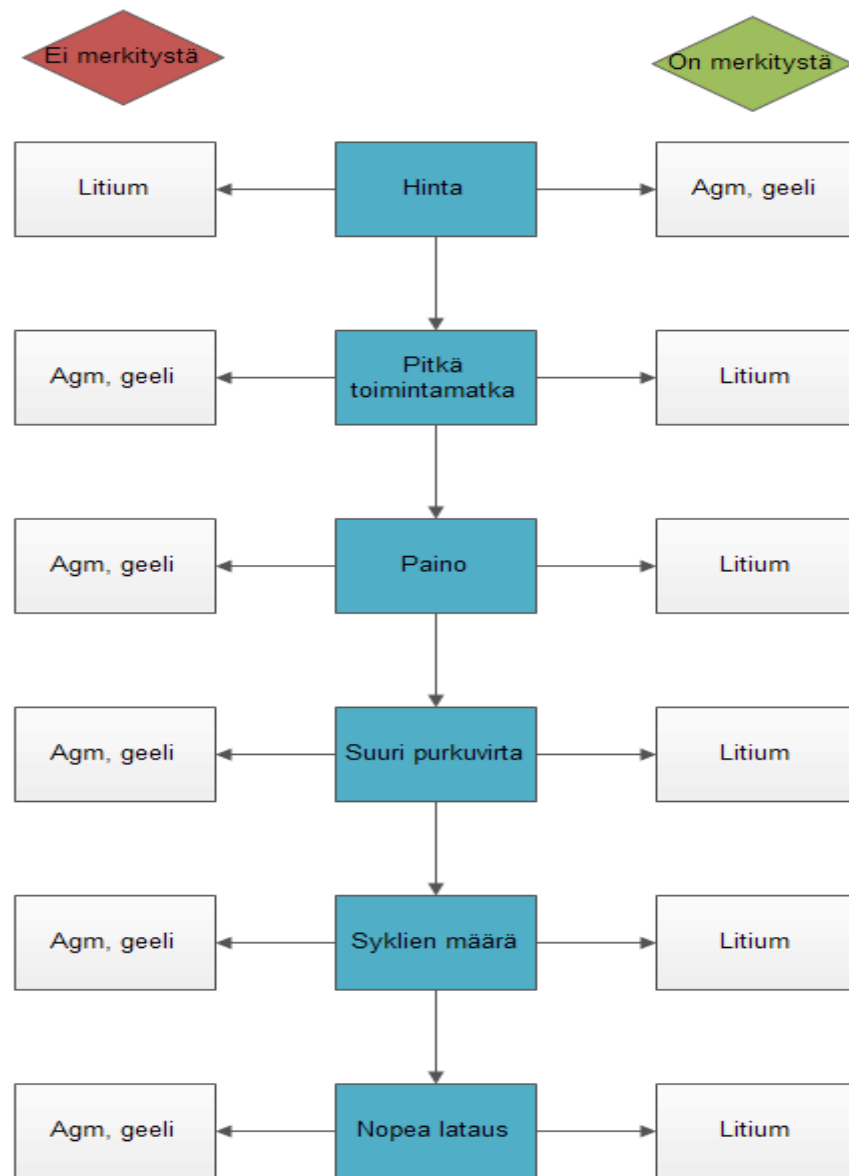 Ei merkitystä
On merkitystä
Litium
Hinta
Agm, geeli
Agm, geeli
Pitkä
toimintamatka
Litium
Agm, geeli
Paino
Litium
Agm, geeli
Suuri purkuvirta
Litium
Agm, geeli
Syklien määrä
Litium
Agm, geeli
Nopea lataus
Litium